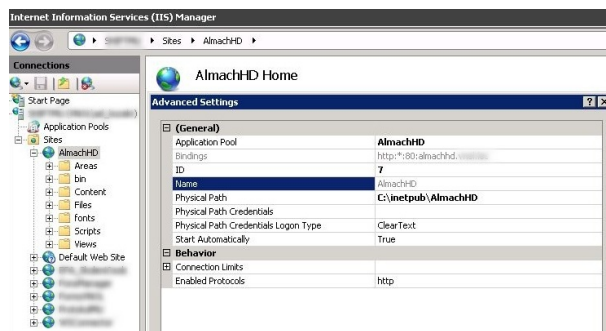 Internet Information Services (IIS) Manager
Sites AlmachHD
Connections
AlmachHD Home
Start Page
Application Pools
Sites
AlmachHD
Areas
bin
Content
Files
fonts
Scripts
Views
Default Web Site
Advanced Settings ?
(General)
Application Pool AlmachHD
Bindings http:*:80:almachhd.
ID 7
Name AlmachHD
Physical Path C:\inetpub\AlmachHD
Physical Path Credentials
Physical Path Credentials Logon Type ClearText
Start Automatically True
Behavior
Connection Limits
Enabled Protocols http